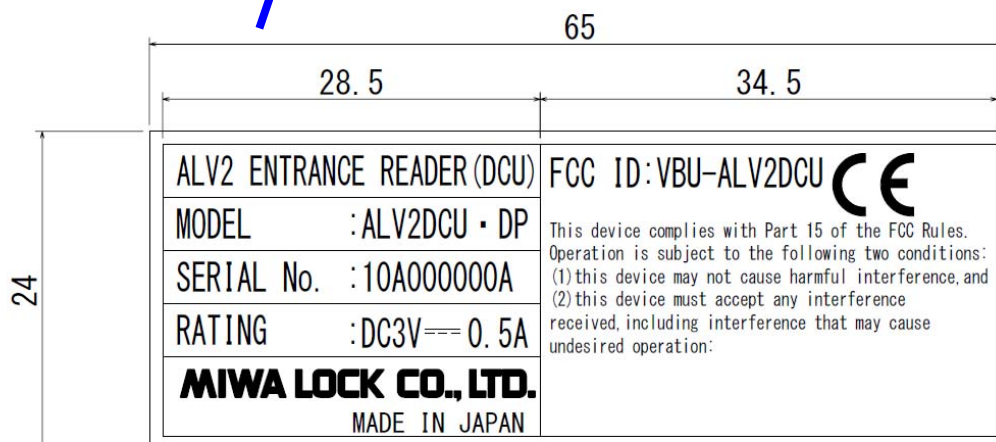 65
28.5
34.5
24
ALV2 ENTRANCE READER(DCU)
MODEL :ALV2DCU・DP
SERIAL No. :10A000000A
RATING :DC3V⎓0.5A
MIWA LOCK CO.,LTD.
MADE IN JAPAN
FCC ID:VBU-ALV2DCU CE
This device complies with Part 15 of the FCC Rules.
Operation is subject to the following two conditions:
(1)this device may not cause harmful interference,and
(2)this device must accept any interference
received,including interference that may cause
undesired operation: